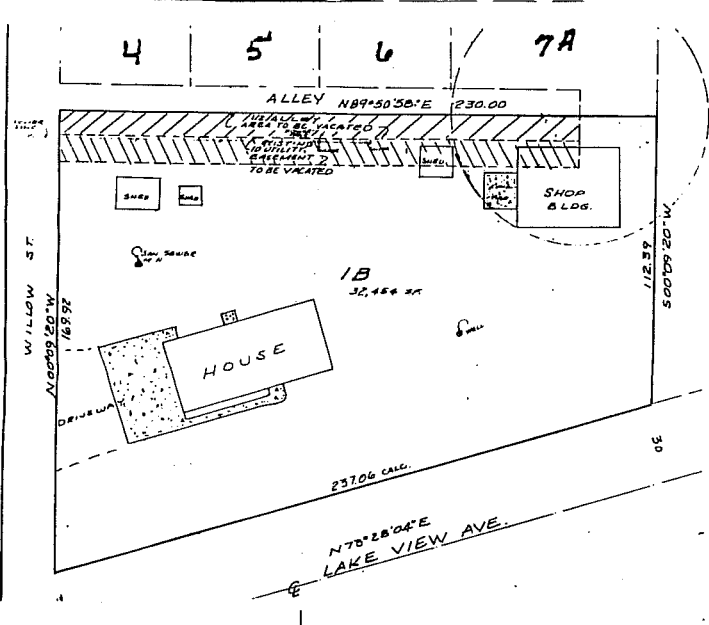 4
5
6
7A
ALLEY N89°50'58"E 230.00
AREA TO BE VACATED
EXISTING
10' UTILITY
EASEMENT
TO BE VACATED
SHED
SHED
SHED
SHOP
BLDG.
SAN SEWER
M H
1B
32,454 SF.
WELL
HOUSE
DRIVEWAY
WILLOW ST.
N00°09'20"W
169.92
112.39
S00°09'20"W
237.06 CALC.
30
N75°28'04"E
LAKE VIEW AVE.